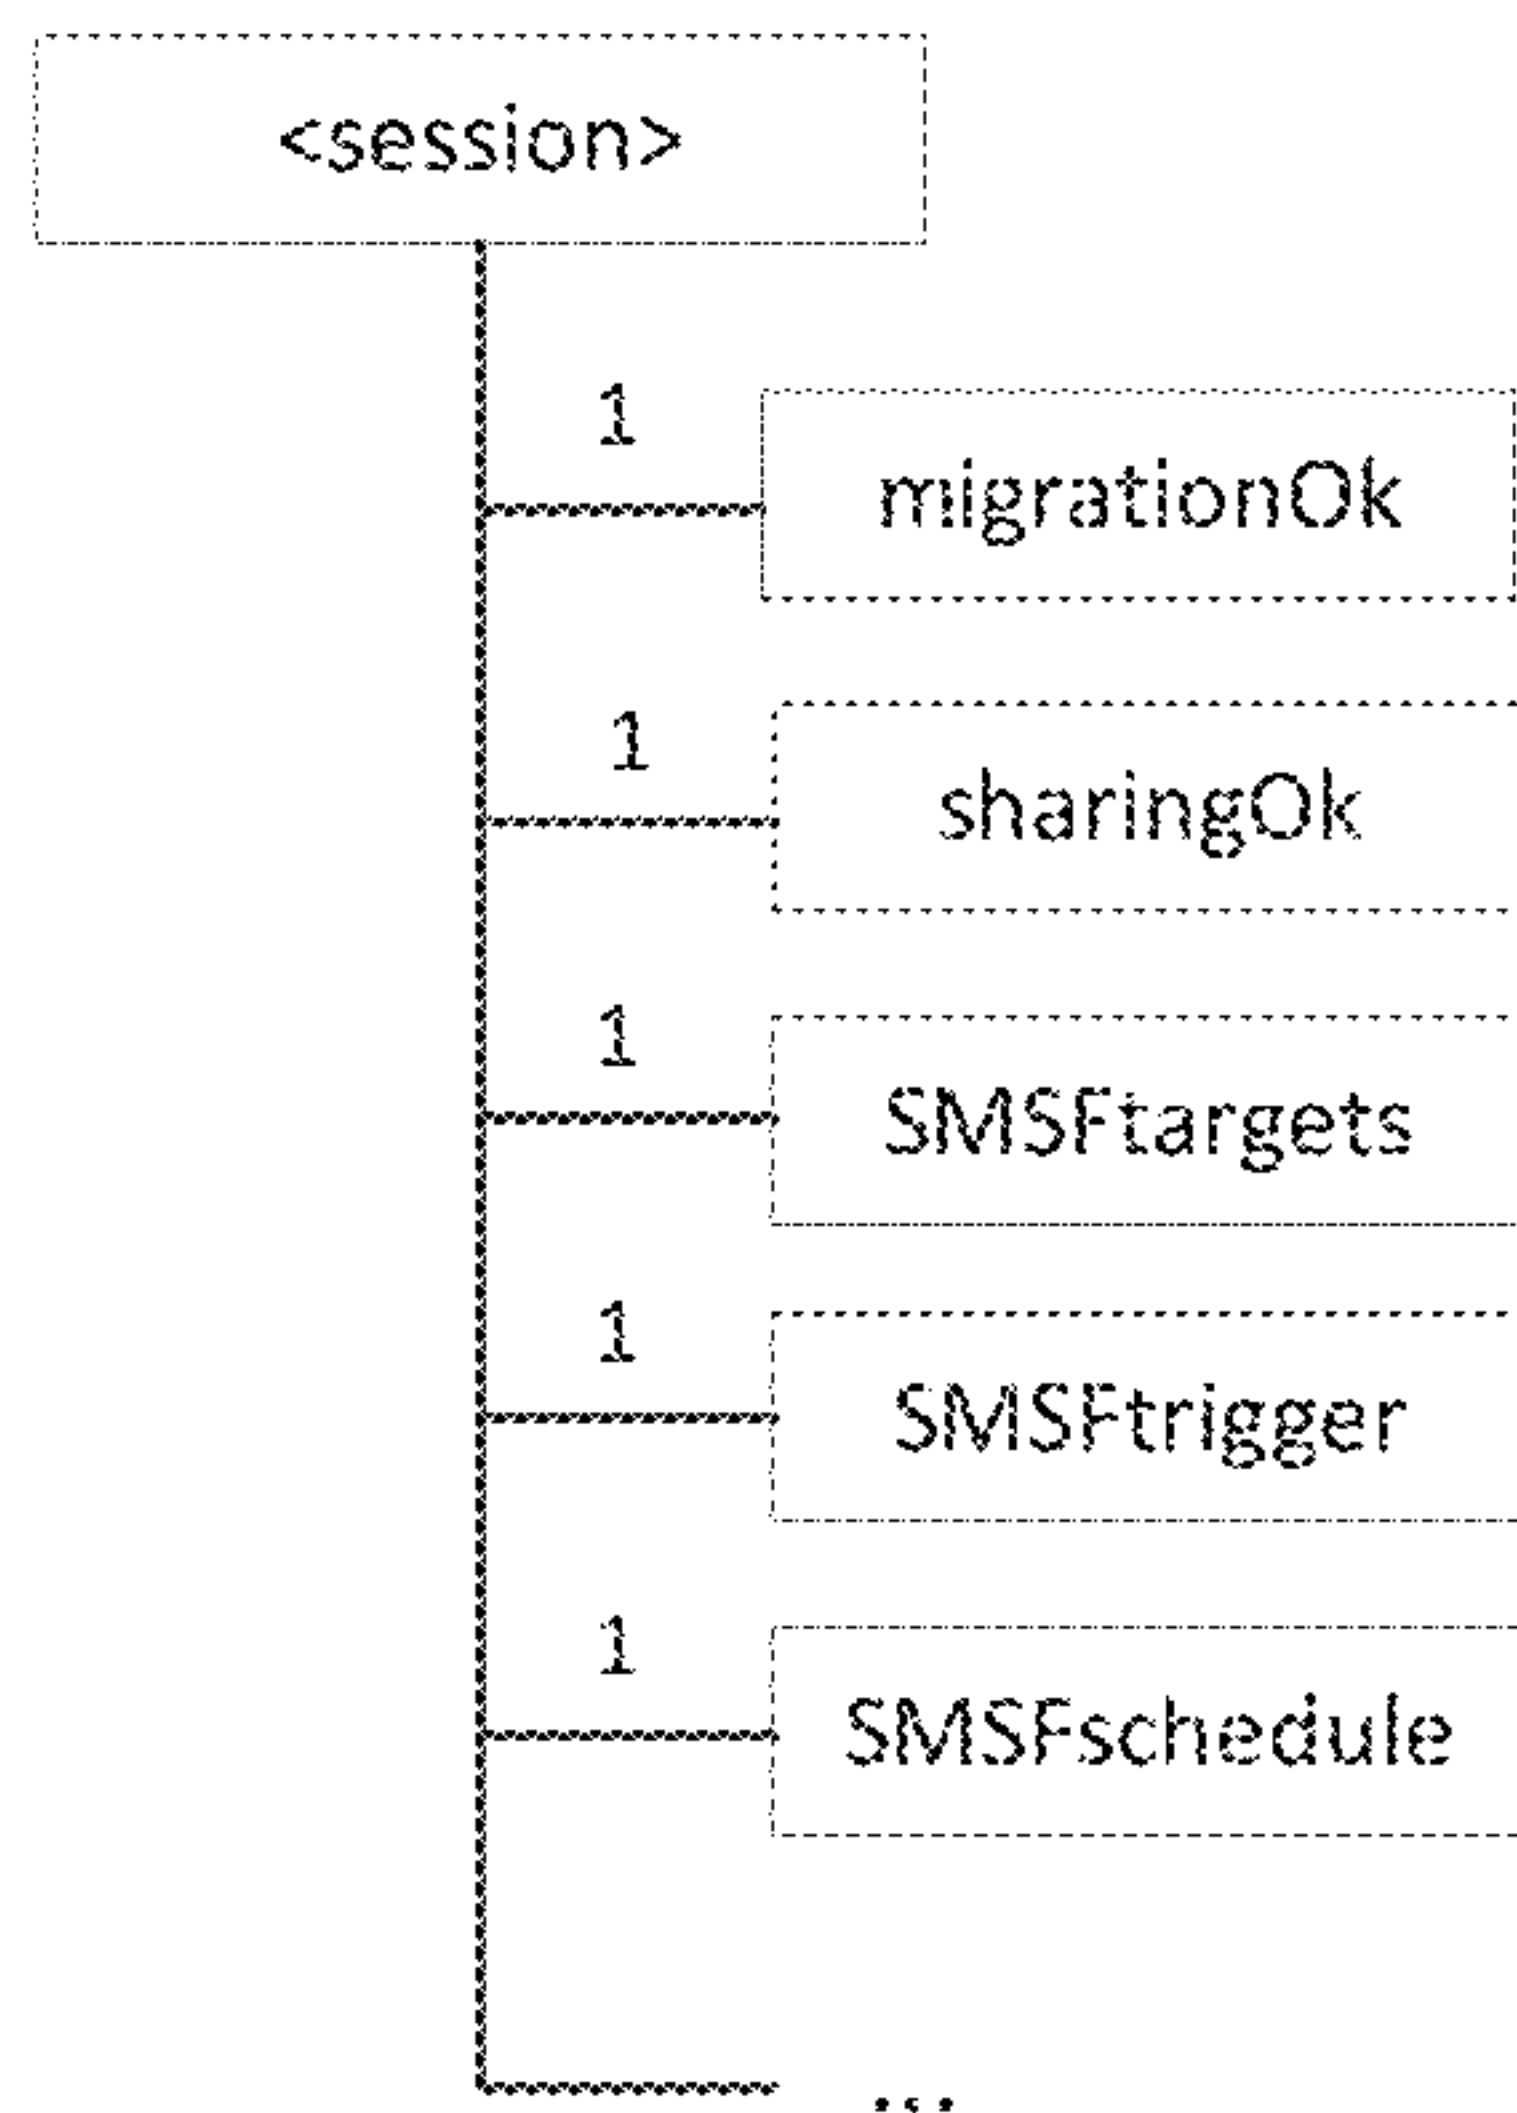 <session>
1
migrationOk
1
sharingOk
1
SMSFtargets
1
SMSFtrigger
1
SMSFschedule
...